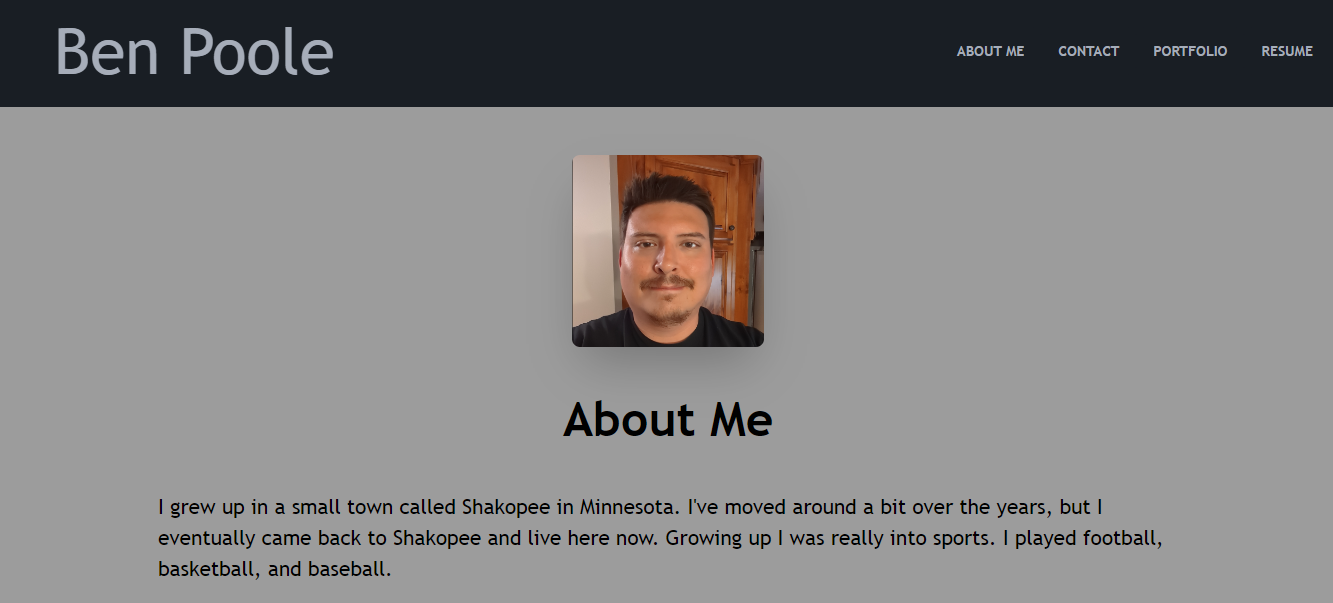 Ben Poole
ABOUT ME CONTACT PORTFOLIO RESUME
About Me
I grew up in a small town called Shakopee in Minnesota. I've moved around a bit over the years, but I
eventually came back to Shakopee and live here now. Growing up I was really into sports. I played football,
basketball, and baseball.